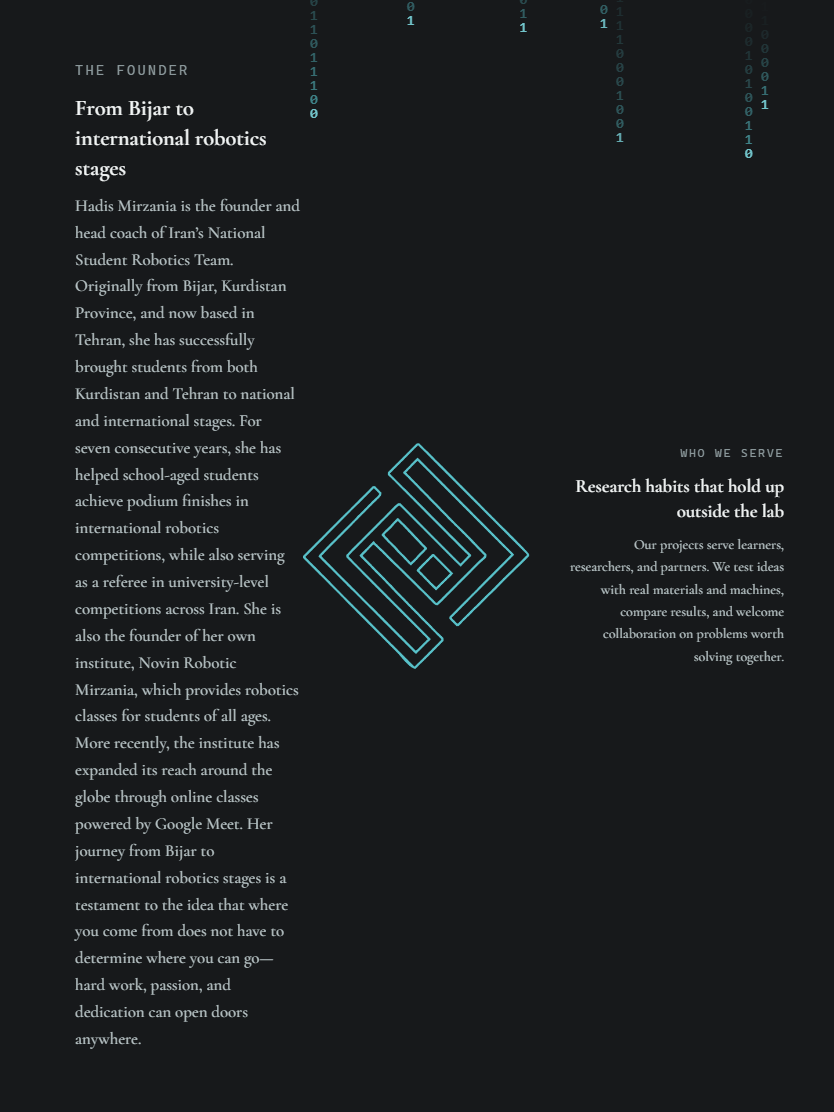 THE FOUNDER
From Bijar to
international robotics
stages
Hadis Mirzania is the founder and
head coach of Iran’s National
Student Robotics Team.
Originally from Bijar, Kurdistan
Province, and now based in
Tehran, she has successfully
brought students from both
Kurdistan and Tehran to national
and international stages. For
seven consecutive years, she has
helped school-aged students
achieve podium finishes in
international robotics
competitions, while also serving
as a referee in university-level
competitions across Iran. She is
also the founder of her own
institute, Novin Robotic
Mirzania, which provides robotics
classes for students of all ages.
More recently, the institute has
expanded its reach around the
globe through online classes
powered by Google Meet. Her
journey from Bijar to
international robotics stages is a
testament to the idea that where
you come from does not have to
determine where you can go—
hard work, passion, and
dedication can open doors
anywhere.
WHO WE SERVE
Research habits that hold up
outside the lab
Our projects serve learners,
researchers, and partners. We test ideas
with real materials and machines,
compare results, and welcome
collaboration on problems worth
solving together.